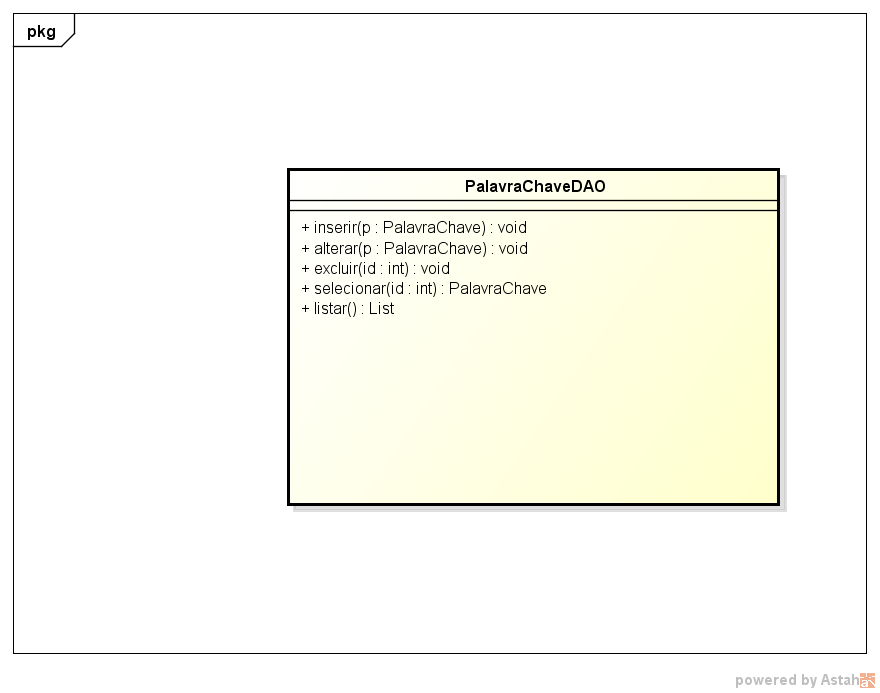 pkg
PalavraChaveDAO
+ inserir(p : PalavraChave) : void
+ alterar(p : PalavraChave) : void
+ excluir(id : int) : void
+ selecionar(id : int) : PalavraChave
+ listar() : List
powered by Astah